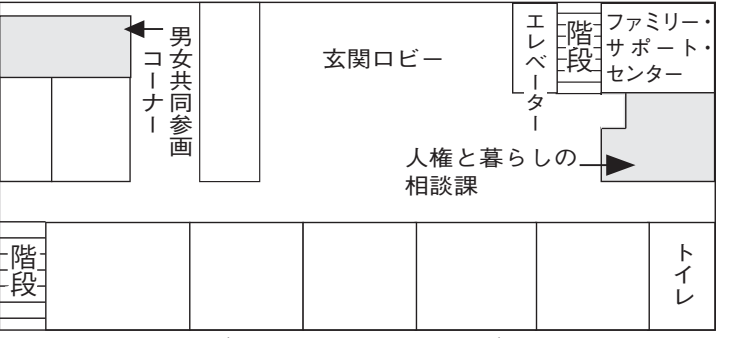 男女共同参画
コーナー
玄関ロビー
エレベーター
階段
ファミリー・
サポート・
センター
人権と暮らしの
相談課
階段
トイレ